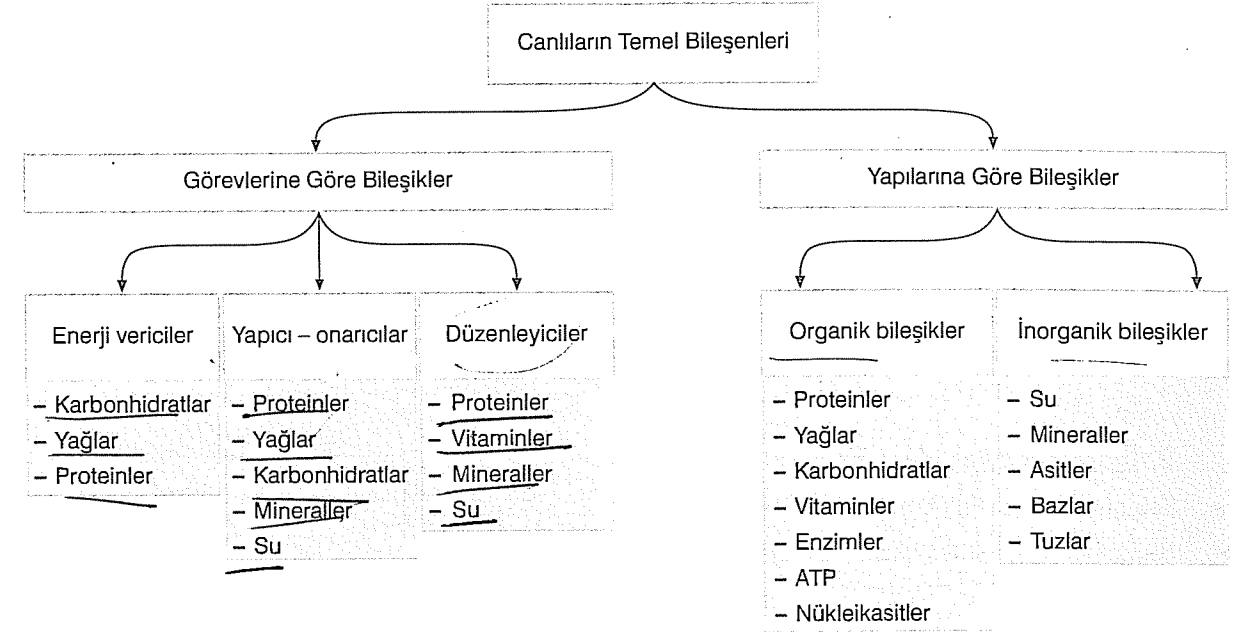 Canlıların Temel Bileşenleri
Görevlerine Göre Bileşikler
Enerji vericiler
– Karbonhidratlar
– Yağlar
– Proteinler
Yapıcı – onarıcılar
– Proteinler
– Yağlar
– Karbonhidratlar
– Mineraller
– Su
Düzenleyiciler
– Proteinler
– Vitaminler
– Mineraller
– Su
Yapılarına Göre Bileşikler
Organik bileşikler
– Proteinler
– Yağlar
– Karbonhidratlar
– Vitaminler
– Enzimler
– ATP
– Nükleikasitler
İnorganik bileşikler
– Su
– Mineraller
– Asitler
– Bazlar
– Tuzlar